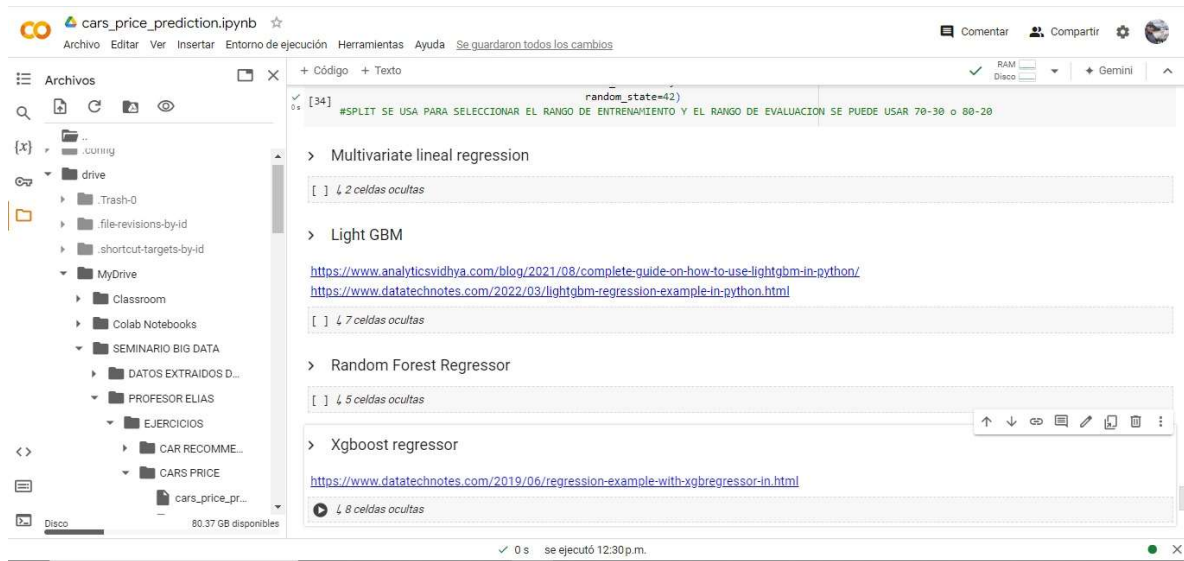 cars_price_prediction.ipynb
Comentar Compartir
Archivo Editar Ver Insertar Entorno de ejecución Herramientas Ayuda Se guardaron todos los cambios
Archivos
+ Código + Texto
RAM
Disco
Gemini
{x}
..
.config
drive
.Trash-0
.file-revisions-by-id
.shortcut-targets-by-id
MyDrive
Classroom
Colab Notebooks
SEMINARIO BIG DATA
DATOS EXTRAIDOS D...
PROFESOR ELIAS
EJERCICIOS
CAR RECOMME...
CARS PRICE
cars_price_pr...
Disco 80.37 GB disponibles
random_state=42)
0s [34]
#SPLIT SE USA PARA SELECCIONAR EL RANGO DE ENTRENAMIENTO Y EL RANGO DE EVALUACION SE PUEDE USAR 70-30 o 80-20
Multivariate lineal regression
[ ] ↳ 2 celdas ocultas
Light GBM
https://www.analyticsvidhya.com/blog/2021/08/complete-guide-on-how-to-use-lightgbm-in-python/
https://www.datatechnotes.com/2022/03/lightgbm-regression-example-in-python.html
[ ] ↳ 7 celdas ocultas
Random Forest Regressor
[ ] ↳ 5 celdas ocultas
Xgboost regressor
https://www.datatechnotes.com/2019/06/regression-example-with-xgbregressor-in.html
↳ 8 celdas ocultas
✓ 0 s se ejecutó 12:30 p.m.